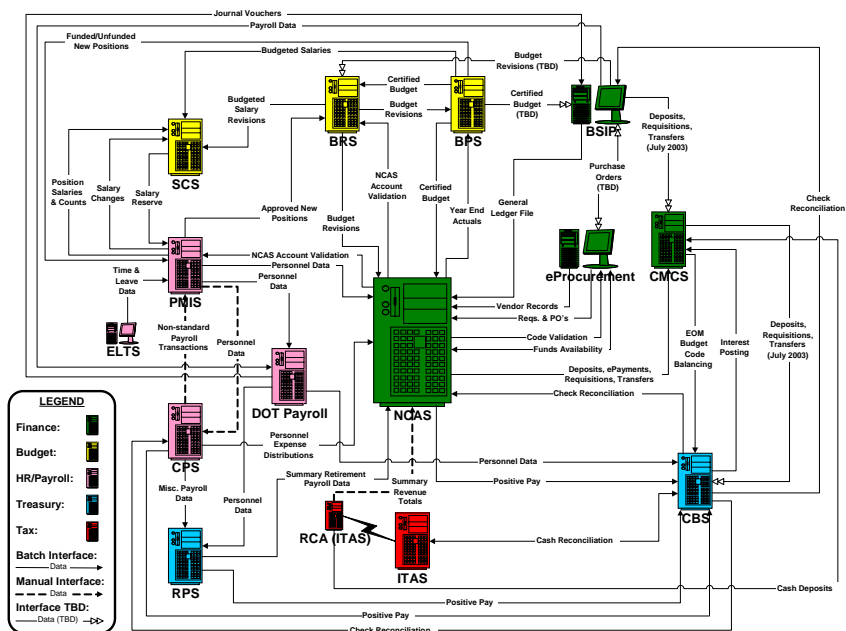 Journal Vouchers
Payroll Data
Funded/Unfunded
New Positions
Budgeted Salaries
Budget
Revisions (TBD)
Certified
Budget
Budget
Revisions
Certified
Budget
(TBD)
Budgeted
Salary
Revisions
BRS
BPS
BSIP
Deposits,
Requisitions,
Transfers
(July 2003)
SCS
Position
Salaries
& Counts
Salary
Changes
Salary
Reserve
Approved New
Positions
NCAS
Account
Validation
Certified
Budget
Year End
Actuals
General
Ledger File
Purchase
Orders
(TBD)
Check
Reconciliation
Budget
Revisions
PMIS
NCAS Account Validation
Personnel Data
Personnel
Data
Time &
Leave
Data
ELTS
eProcurement
CMCS
Vendor Records
Reqs. & PO's
Code Validation
Funds Availability
Non-standard
Payroll
Transactions
Personnel
Data
EOM
Budget
Code
Balancing
Interest
Posting
Deposits,
Requisitions,
Transfers
(July 2003)
Deposits, ePayments,
Requisitions, Transfers
DOT Payroll
NCAS
Check Reconciliation
LEGEND
Finance:
Budget:
HR/Payroll:
Treasury:
Tax:
Batch Interface:
Data
Manual Interface:
Data
Interface TBD:
Data (TBD)
CPS
Personnel
Expense
Distributions
Personnel Data
Positive Pay
Misc. Payroll
Data
Personnel
Data
Summary Retirement
Payroll Data
Summary
Revenue
Totals
CBS
RCA (ITAS)
ITAS
Cash Reconciliation
RPS
Cash Deposits
Positive Pay
Positive Pay
Check Reconciliation